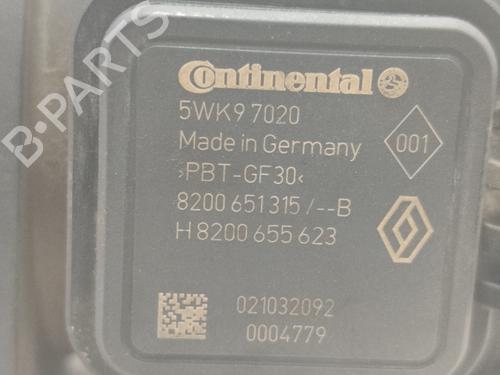 B-PARTS
Continental
5WK9 7020
Made in Germany
001
>PBT-GF30<
8200 651 315 /--B
H 8200 655 623
021032092
0004779